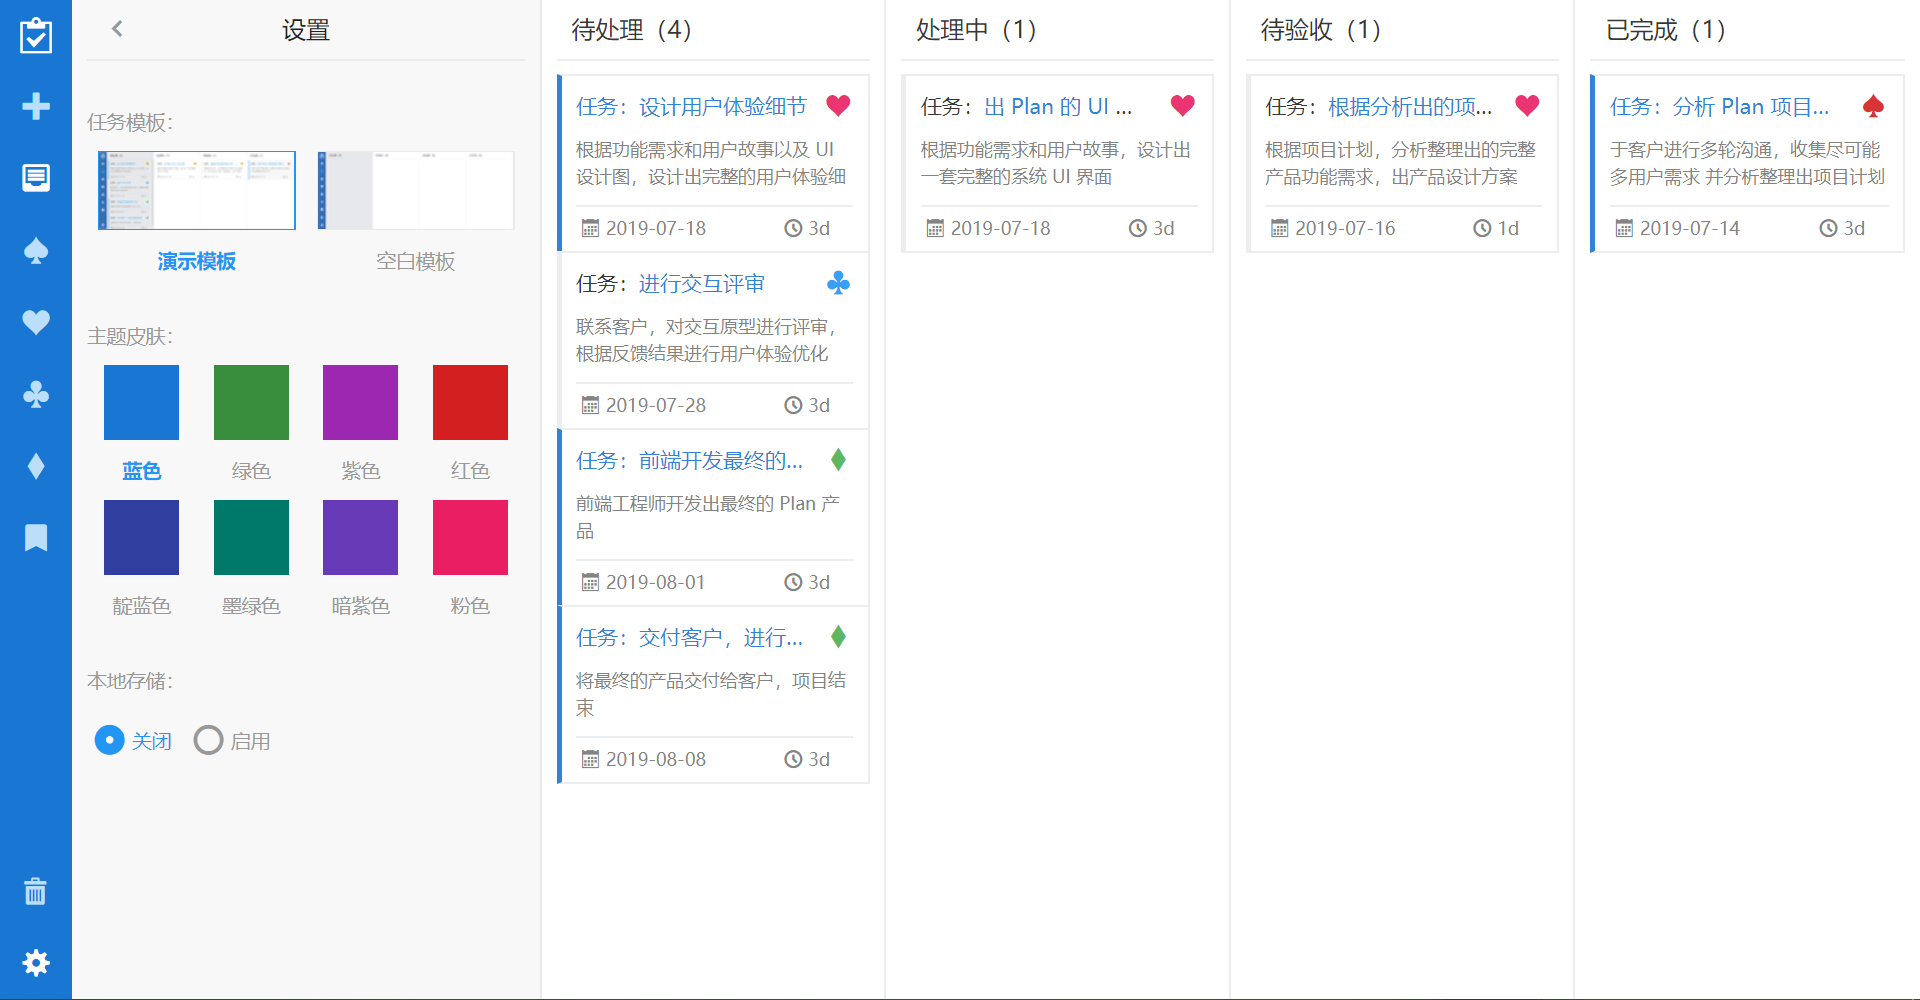 设置
任务模板：
演示模板
空白模板
主题皮肤：
蓝色
绿色
紫色
红色
靛蓝色
墨绿色
暗紫色
粉色
本地存储：
关闭
启用
待处理（4）
任务：设计用户体验细节
根据功能需求和用户故事以及 UI
设计图，设计出完整的用户体验细
2019-07-18
3d
任务：进行交互评审
联系客户，对交互原型进行评审，
根据反馈结果进行用户体验优化
2019-07-28
3d
任务：前端开发最终的...
前端工程师开发出最终的 Plan 产
品
2019-08-01
3d
任务：交付客户，进行...
将最终的产品交付给客户，项目结
束
2019-08-08
3d
处理中（1）
任务：出 Plan 的 UI ...
根据功能需求和用户故事，设计出
一套完整的系统 UI 界面
2019-07-18
3d
待验收（1）
任务：根据分析出的项...
根据项目计划，分析整理出的完整
产品功能需求，出产品设计方案
2019-07-16
1d
已完成（1）
任务：分析 Plan 项目...
于客户进行多轮沟通，收集尽可能
多用户需求 并分析整理出项目计划
2019-07-14
3d